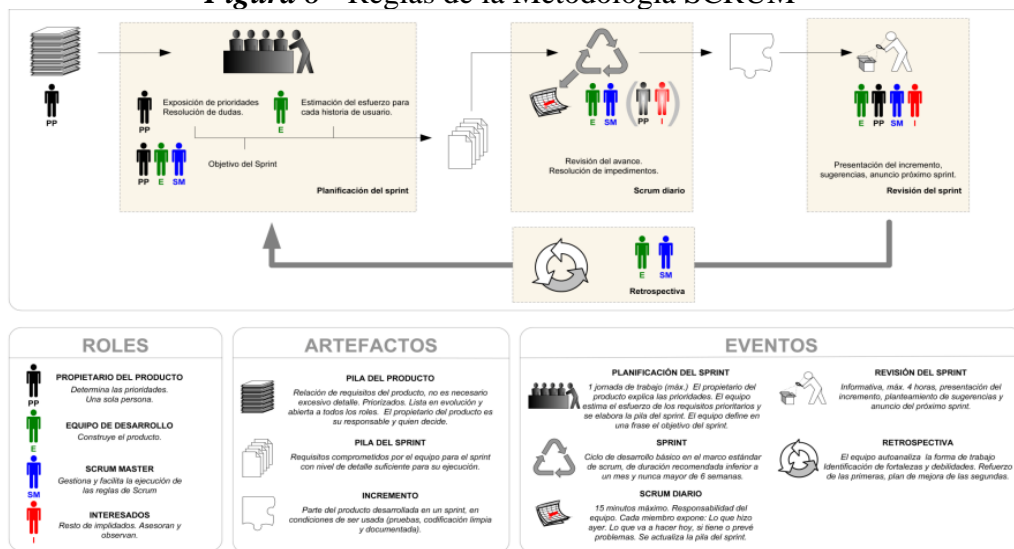 Figura 8 - Reglas de la Metodología SCRUM
PP
PP
Exposición de prioridades
Resolución de dudas.
E
Estimación del esfuerzo para
cada historia de usuario.
Objetivo del Sprint
PP E SM
Planificación del sprint
E SM PP I
Revisión del avance.
Resolución de impedimentos.
Scrum diario
E PP SM I
Presentación del incremento,
sugerencias, anuncio próximo sprint.
Revisión del sprint
E SM
Retrospectiva
ROLES
PP
PROPIETARIO DEL PRODUCTO
Determina las prioridades.
Una sola persona.
E
EQUIPO DE DESARROLLO
Construye el producto.
SM
SCRUM MASTER
Gestiona y facilita la ejecución de
las reglas de Scrum
I
INTERESADOS
Resto de implidados. Asesoran y
observan.
ARTEFACTOS
PILA DEL PRODUCTO
Relación de requisitos del producto, no es necesario
excesivo detalle. Priorizados. Lista en evolución y
abierta a todos los roles. El propietario del producto es
su responsable y quien decide.
PILA DEL SPRINT
Requisitos comprometidos por el equipo para el sprint
con nivel de detalle suficiente para su ejecución.
INCREMENTO
Parte del producto desarrollada en un sprint, en
condiciones de ser usada (pruebas, codificación limpia
y documentada).
EVENTOS
PLANIFICACIÓN DEL SPRINT
1 jornada de trabajo (máx.) El propietario del
producto explica las prioridades. El equipo
estima el esfuerzo de los requisitos prioritarios y
se elabora la pila del sprint. El equipo define en
una frase el objetivo del sprint.
SPRINT
Ciclo de desarrollo básico en el marco estándar
de scrum, de duración recomendada inferior a
un mes y nunca mayor de 6 semanas.
SCRUM DIARIO
15 minutos máximo. Responsabilidad del
equipo. Cada miembro expone: Lo que hizo
ayer. Lo que va a hacer hoy, si tiene o prevé
problemas. Se actualiza la pila del sprint.
REVISIÓN DEL SPRINT
Informativa, máx. 4 horas, presentación del
incremento, planteamiento de sugerencias y
anuncio del próximo sprint.
RETROSPECTIVA
El equipo autoanaliza la forma de trabajo
Identificación de fortalezas y debilidades. Refuerzo
de las primeras, plan de mejora de las segundas.